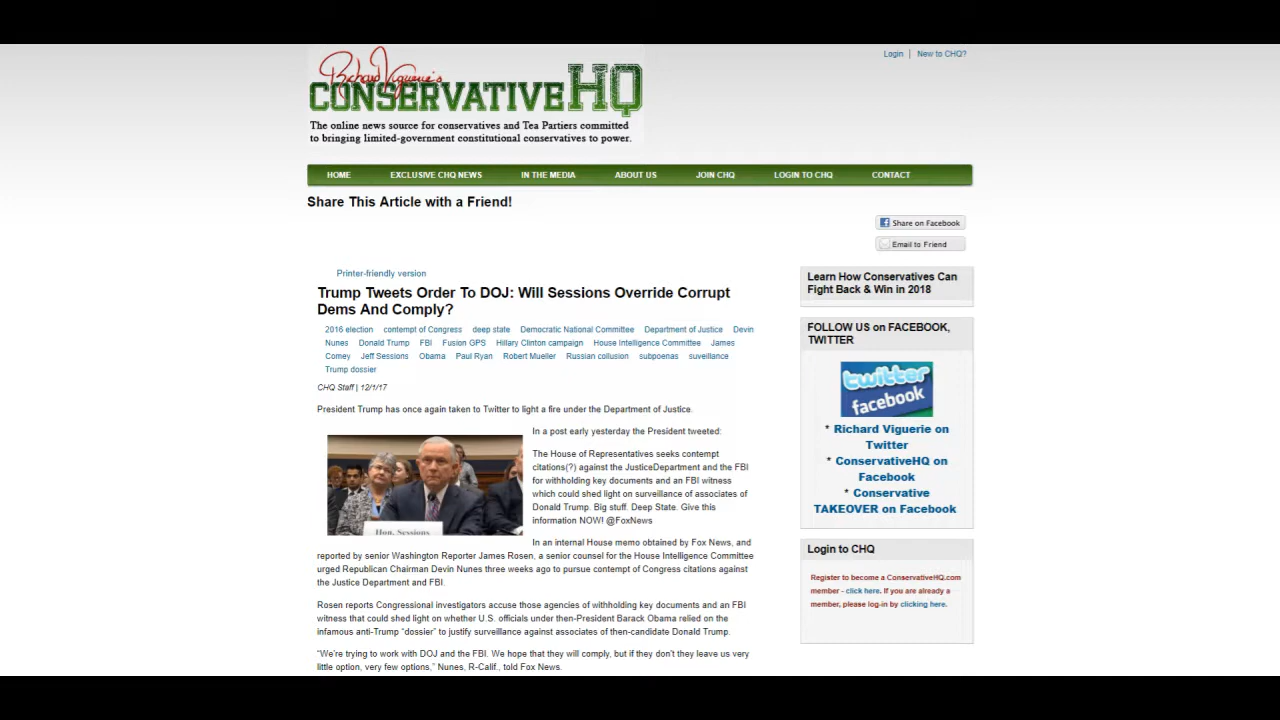 Login | New to CHQ?
Richard Viguerie's
CONSERVATIVEHQ
The online news source for conservatives and Tea Partiers committed
to bringing limited-government constitutional conservatives to power.
HOME EXCLUSIVE CHQ NEWS IN THE MEDIA ABOUT US JOIN CHQ LOGIN TO CHQ CONTACT
Share This Article with a Friend!
Share on Facebook
Email to Friend
Printer-friendly version
Trump Tweets Order To DOJ: Will Sessions Override Corrupt
Dems And Comply?
2016 election contempt of Congress deep state Democratic National Committee Department of Justice Devin
Nunes Donald Trump FBI Fusion GPS Hillary Clinton campaign House Intelligence Committee James
Comey Jeff Sessions Obama Paul Ryan Robert Mueller Russian collusion subpoenas suveillance
Trump dossier
CHQ Staff | 12/1/17
President Trump has once again taken to Twitter to light a fire under the Department of Justice.
In a post early yesterday the President tweeted:
The House of Representatives seeks contempt
citations(?) against the JusticeDepartment and the FBI
for withholding key documents and an FBI witness
which could shed light on surveillance of associates of
Donald Trump. Big stuff. Deep State. Give this
information NOW! @FoxNews
Hon. Sessions
In an internal House memo obtained by Fox News, and
reported by senior Washington Reporter James Rosen, a senior counsel for the House Intelligence Committee
urged Republican Chairman Devin Nunes three weeks ago to pursue contempt of Congress citations against
the Justice Department and FBI.
Rosen reports Congressional investigators accuse those agencies of withholding key documents and an FBI
witness that could shed light on whether U.S. officials under then-President Barack Obama relied on the
infamous anti-Trump “dossier” to justify surveillance against associates of then-candidate Donald Trump.
“We're trying to work with DOJ and the FBI. We hope that they will comply, but if they don't they leave us very
little option, very few options,” Nunes, R-Calif., told Fox News.
Learn How Conservatives Can
Fight Back & Win in 2018
FOLLOW US on FACEBOOK,
TWITTER
twitter
facebook
* Richard Viguerie on
Twitter
* ConservativeHQ on
Facebook
* Conservative
TAKEOVER on Facebook
Login to CHQ
Register to become a ConservativeHQ.com
member - click here. If you are already a
member, please log-in by clicking here.